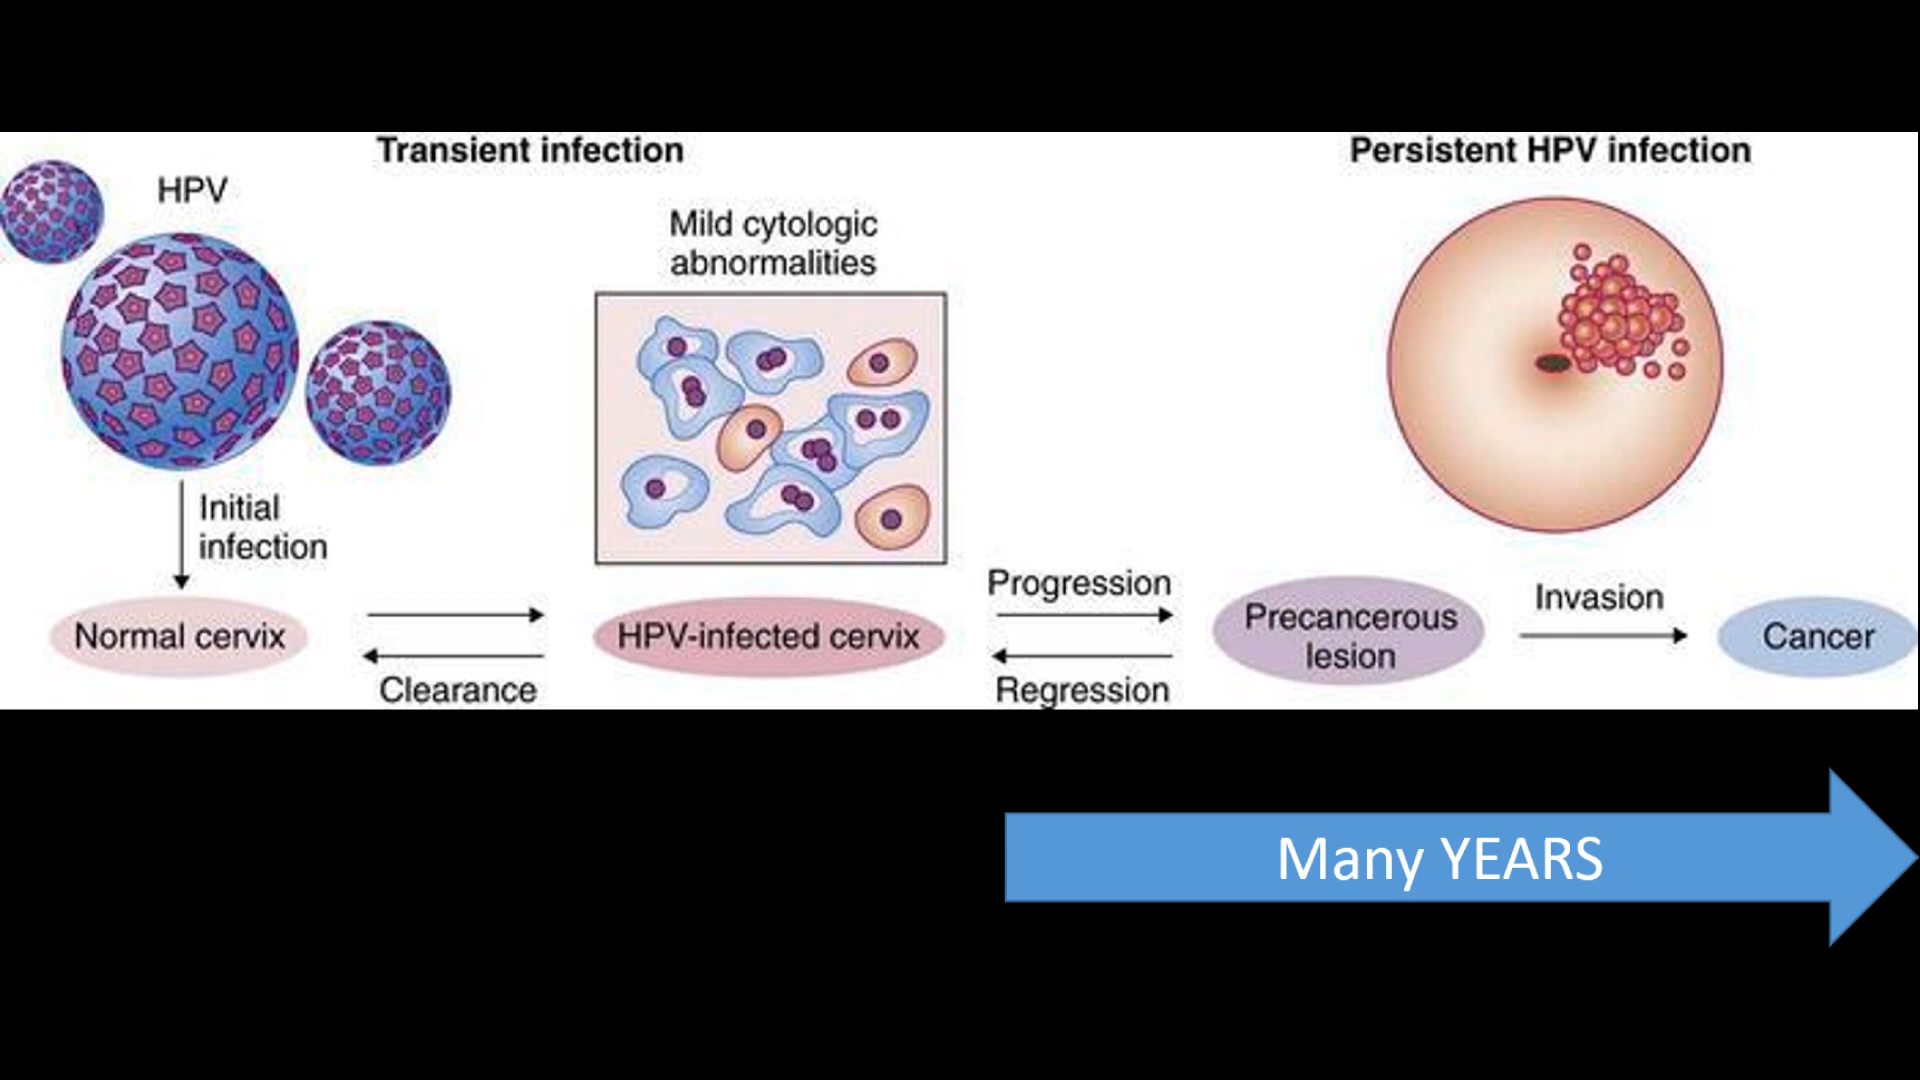 Transient infection
Persistent HPV infection
HPV
Mild cytologic
abnormalities
Initial
infection
Normal cervix
Clearance
HPV-infected cervix
Progression
Regression
Precancerous
lesion
Invasion
Cancer
Many YEARS